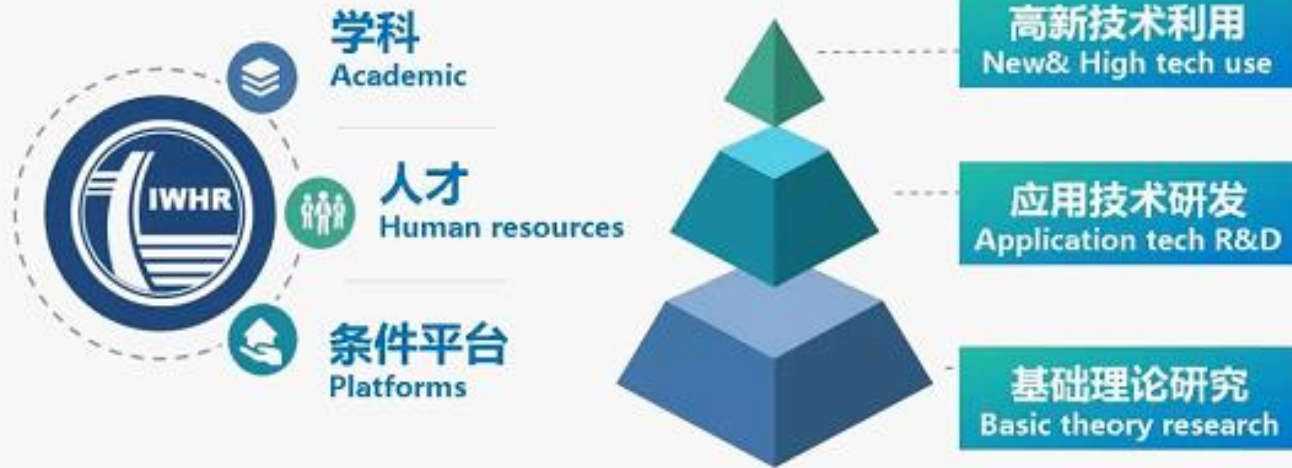 学科
Academic
IWHR
人才
Human resources
条件平台
Platforms
高新技术利用
New& High tech use
应用技术研发
Application tech R&D
基础理论研究
Basic theory research